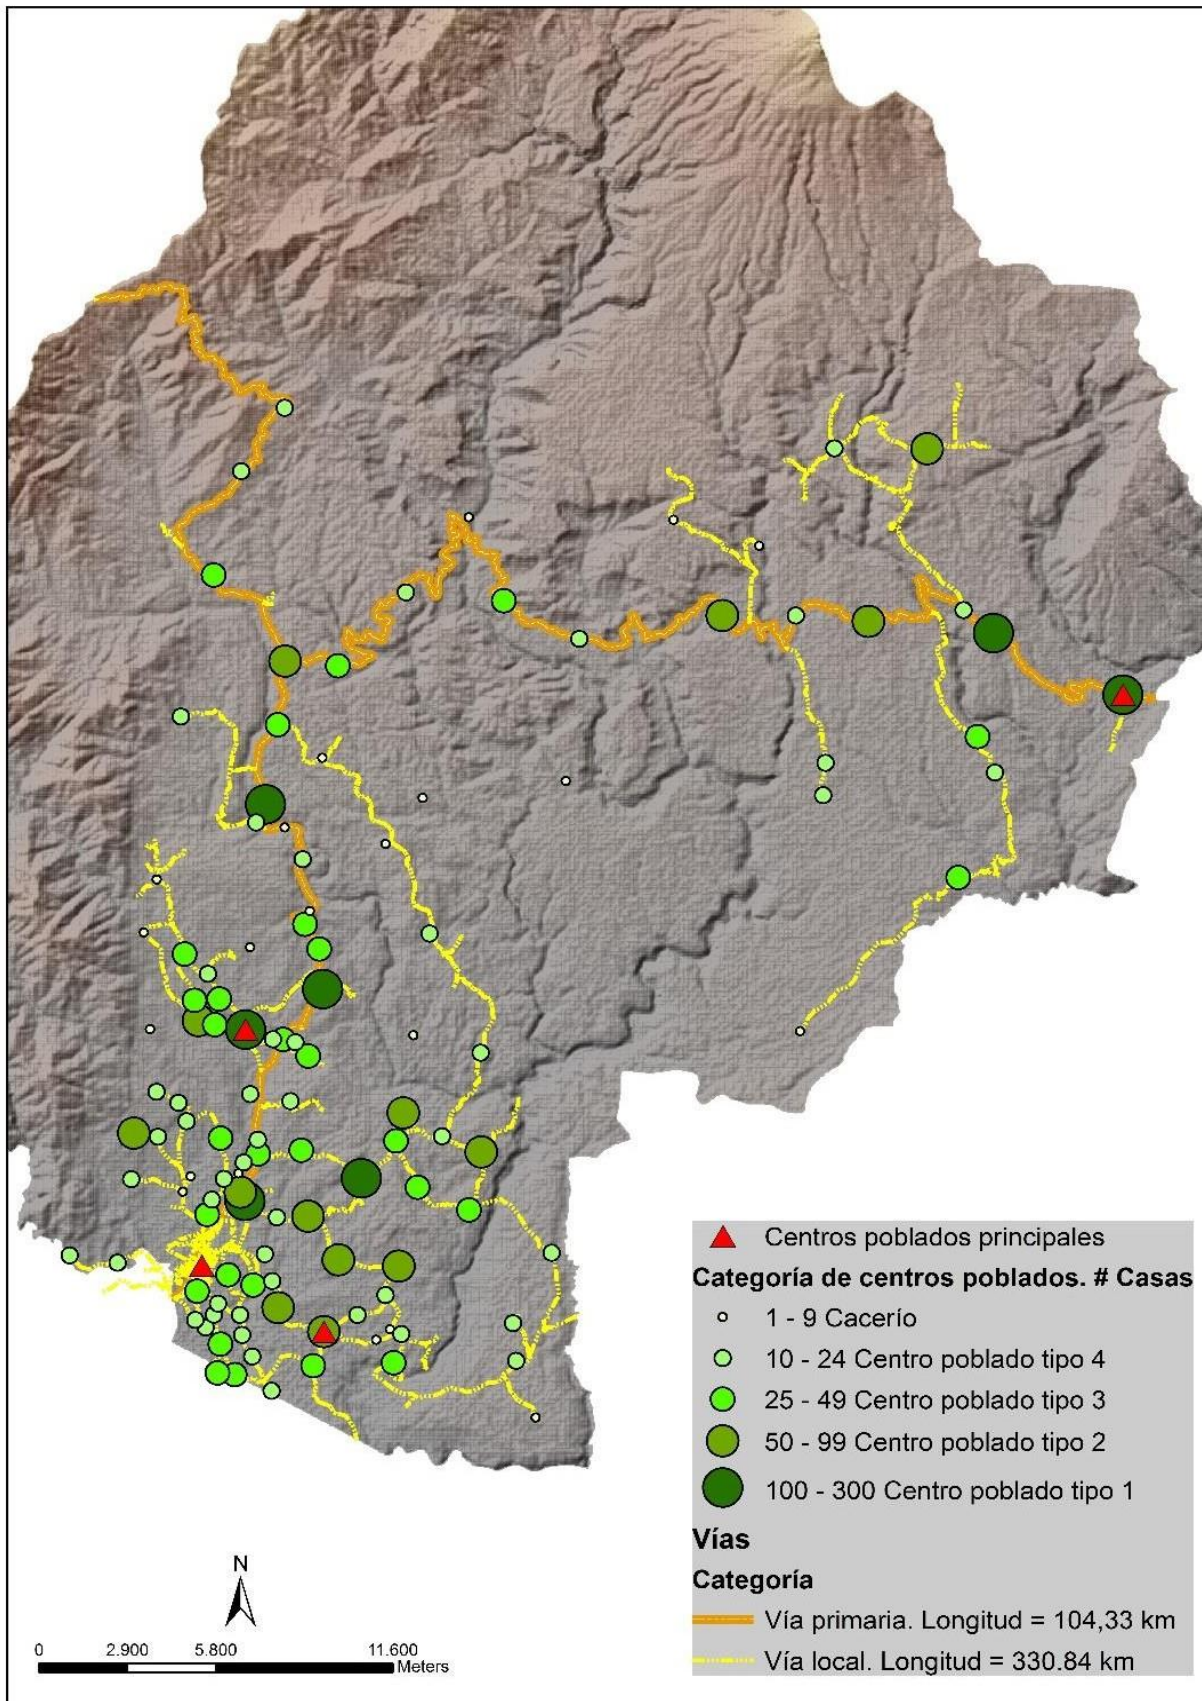 Centros poblados principales
Categoría de centros poblados. # Casas
1 - 9 Cacerío
10 - 24 Centro poblado tipo 4
25 - 49 Centro poblado tipo 3
50 - 99 Centro poblado tipo 2
100 - 300 Centro poblado tipo 1
Vías
Categoría
Vía primaria. Longitud = 104,33 km
Vía local. Longitud = 330.84 km
N
0 2.900 5.800 11.600
Meters